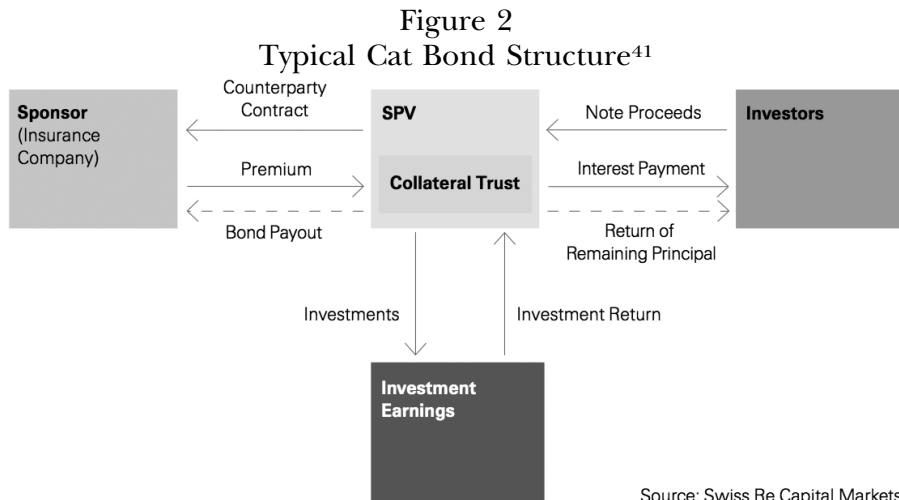 Figure 2
Typical Cat Bond Structure⁴¹
Sponsor
(Insurance
Company)
Counterparty
Contract
Premium
Bond Payout
SPV
Collateral Trust
Note Proceeds
Interest Payment
Return of
Remaining Principal
Investors
Investments
Investment Return
Investment
Earnings
Source: Swiss Re Capital Markets